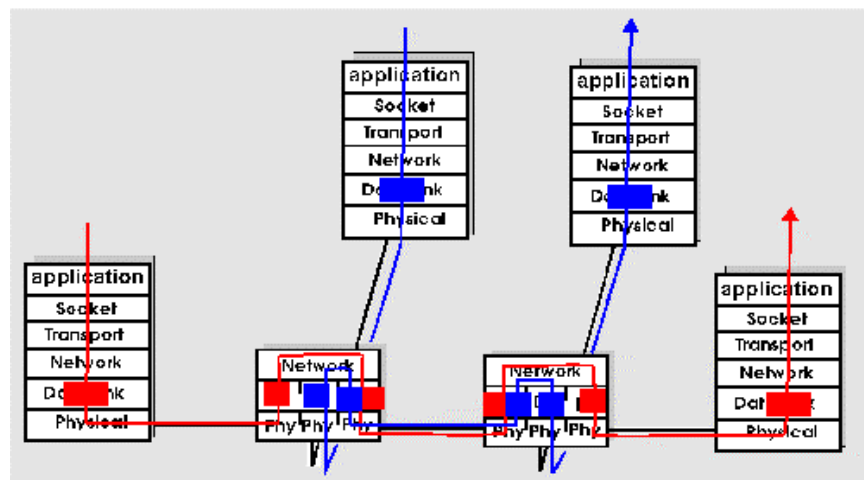 application
Socket
Transport
Network
Physical
application
Socket
Transport
Network
Physical
application
Socket
Transport
Network
Physical
application
Socket
Transport
Network
Physical
Network
Phy Phy Phy
Network
Phy Phy Phy